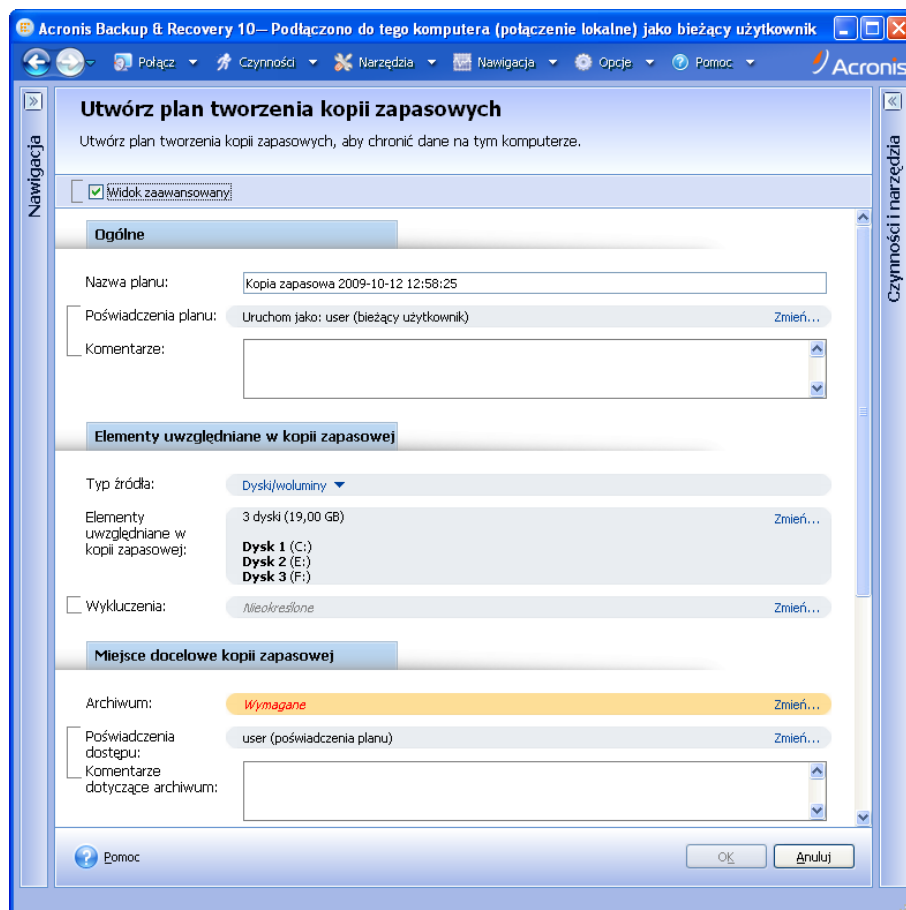 Acronis Backup & Recovery 10— Podłączono do tego komputera (połączenie lokalne) jako bieżący użytkownik
Połącz Czynności Narzędzia Nawigacja Opcje Pomoc Acronis
Nawigacja
Utwórz plan tworzenia kopii zapasowych
Utwórz plan tworzenia kopii zapasowych, aby chronić dane na tym komputerze.
Widok zaawansowany
Ogólne
Nazwa planu: Kopia zapasowa 2009-10-12 12:58:25
Poświadczenia planu: Uruchom jako: user (bieżący użytkownik) Zmień...
Komentarze:
Elementy uwzględniane w kopii zapasowej
Typ źródła: Dyski/woluminy
Elementy uwzględniane w kopii zapasowej: 3 dyski (19,00 GB) Zmień...
Dysk 1 (C:)
Dysk 2 (E:)
Dysk 3 (F:)
Wykluczenia: Nieokreślone Zmień...
Miejsce docelowe kopii zapasowej
Archiwum: Wymagane Zmień...
Poświadczenia dostępu: user (poświadczenia planu) Zmień...
Komentarze dotyczące archiwum:
Pomoc OK Anuluj
Czynności i narzędzia